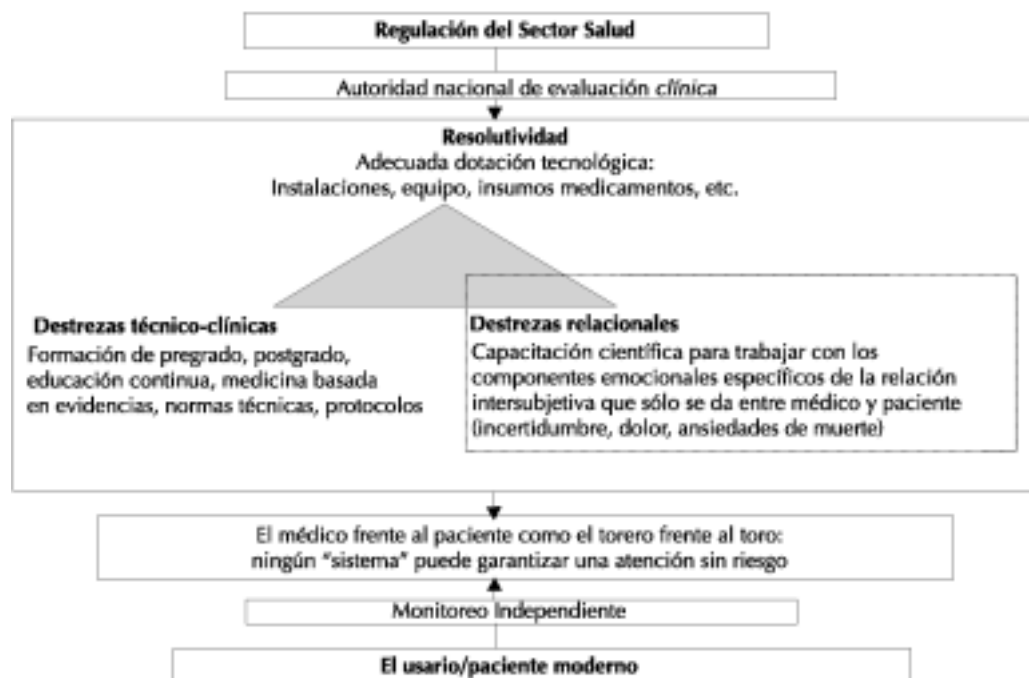 Regulación del Sector Salud
Autoridad nacional de evaluación clínica
Resolutividad
Adecuada dotación tecnológica:
Instalaciones, equipo, insumos medicamentos, etc.
Destrezas técnico-clínicas
Formación de pregrado, postgrado,
educación continua, medicina basada
en evidencias, normas técnicas, protocolos
Destrezas relacionales
Capacitación científica para trabajar con los
componentes emocionales específicos de la relación
intersubjetiva que sólo se da entre médico y paciente
(incertidumbre, dolor, ansiedades de muerte)
El médico frente al paciente como el torero frente al toro:
ningún “sistema” puede garantizar una atención sin riesgo
Monitoreo Independiente
El usario/paciente moderno